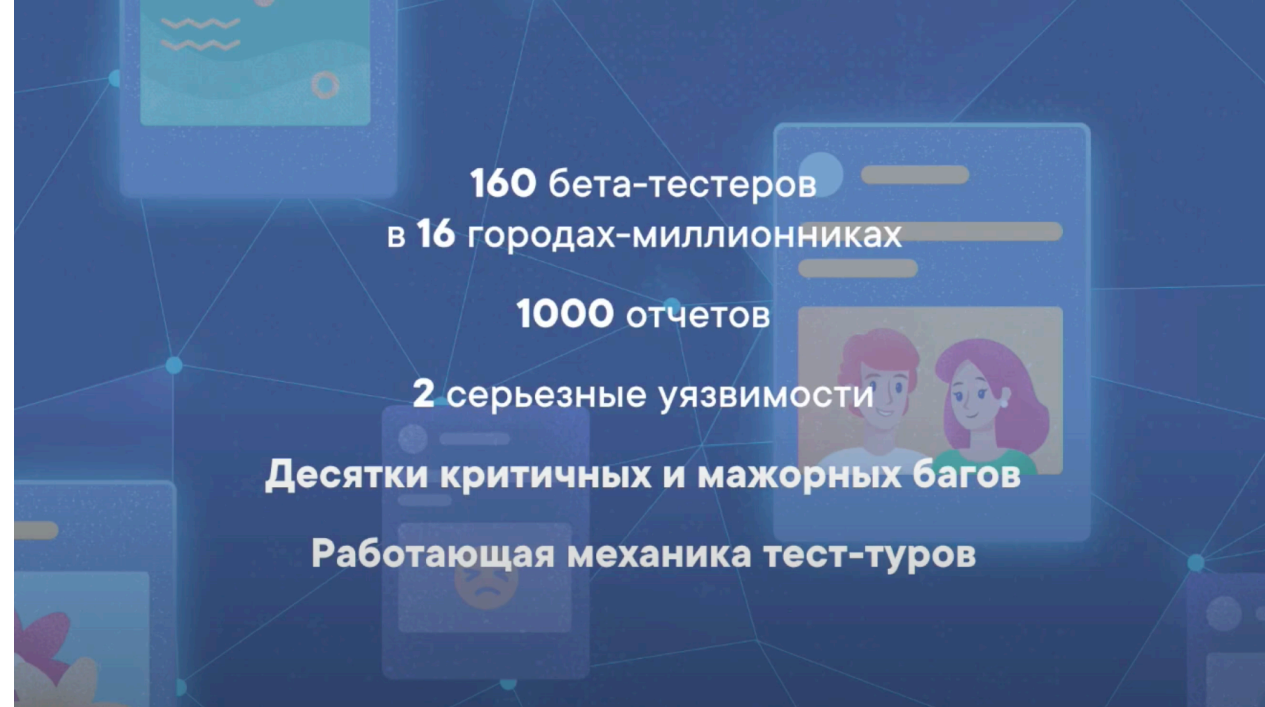 160 бета-тестеров
в 16 городах-миллионниках
1000 отчетов
2 серьезные уязвимости
Десятки критичных и мажорных багов
Работающая механика тест-туров